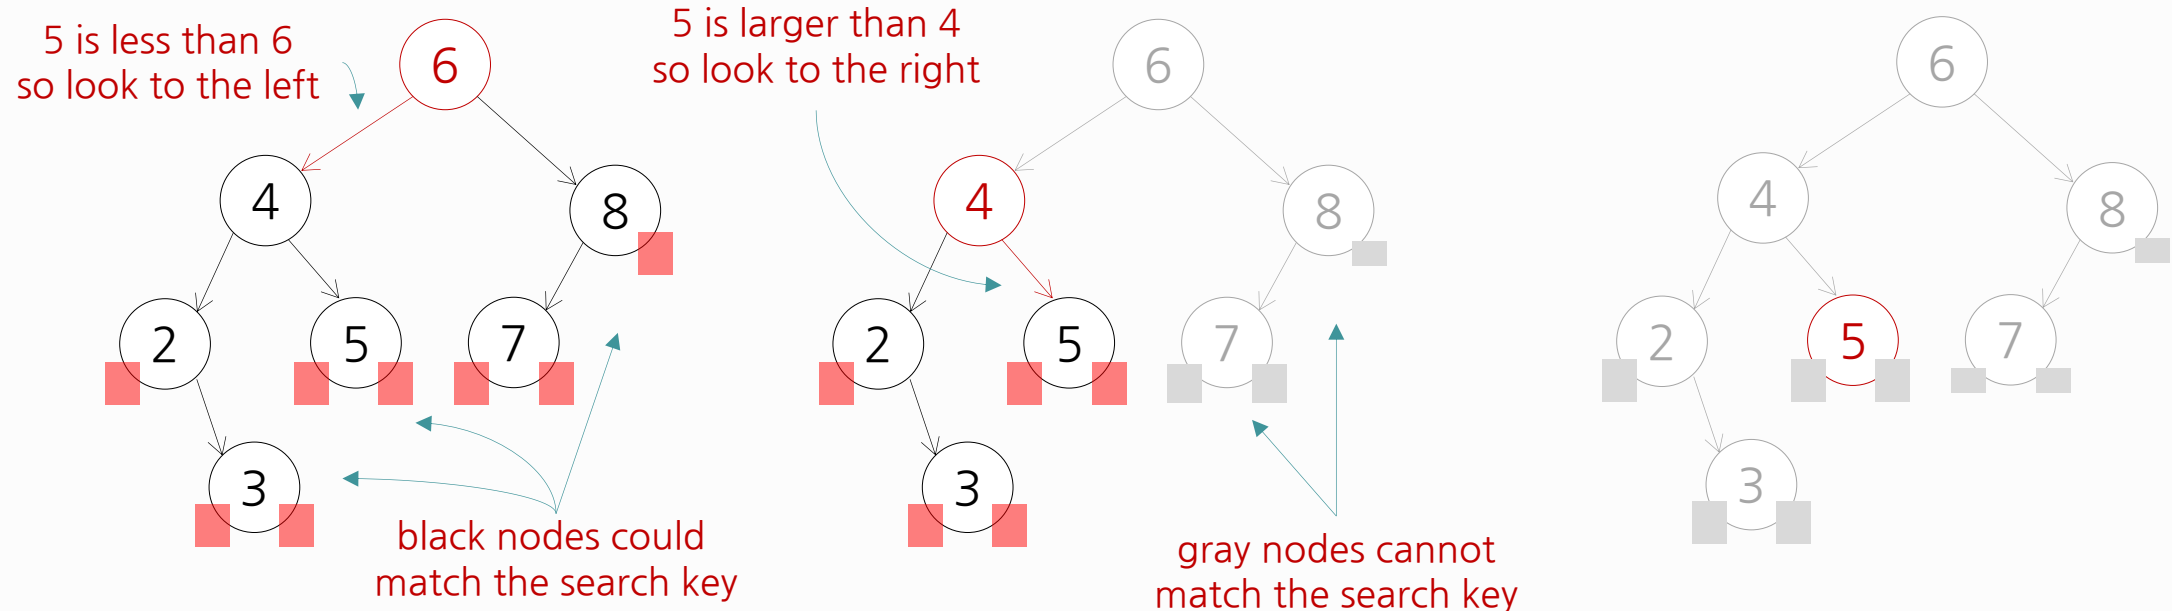 5 is less than 6
so look to the left
6
4
8
2
5
7
3
black nodes could
match the search key
5 is larger than 4
so look to the right
6
4
8
2
5
7
3
gray nodes cannot
match the search key
6
4
8
2
5
7
3